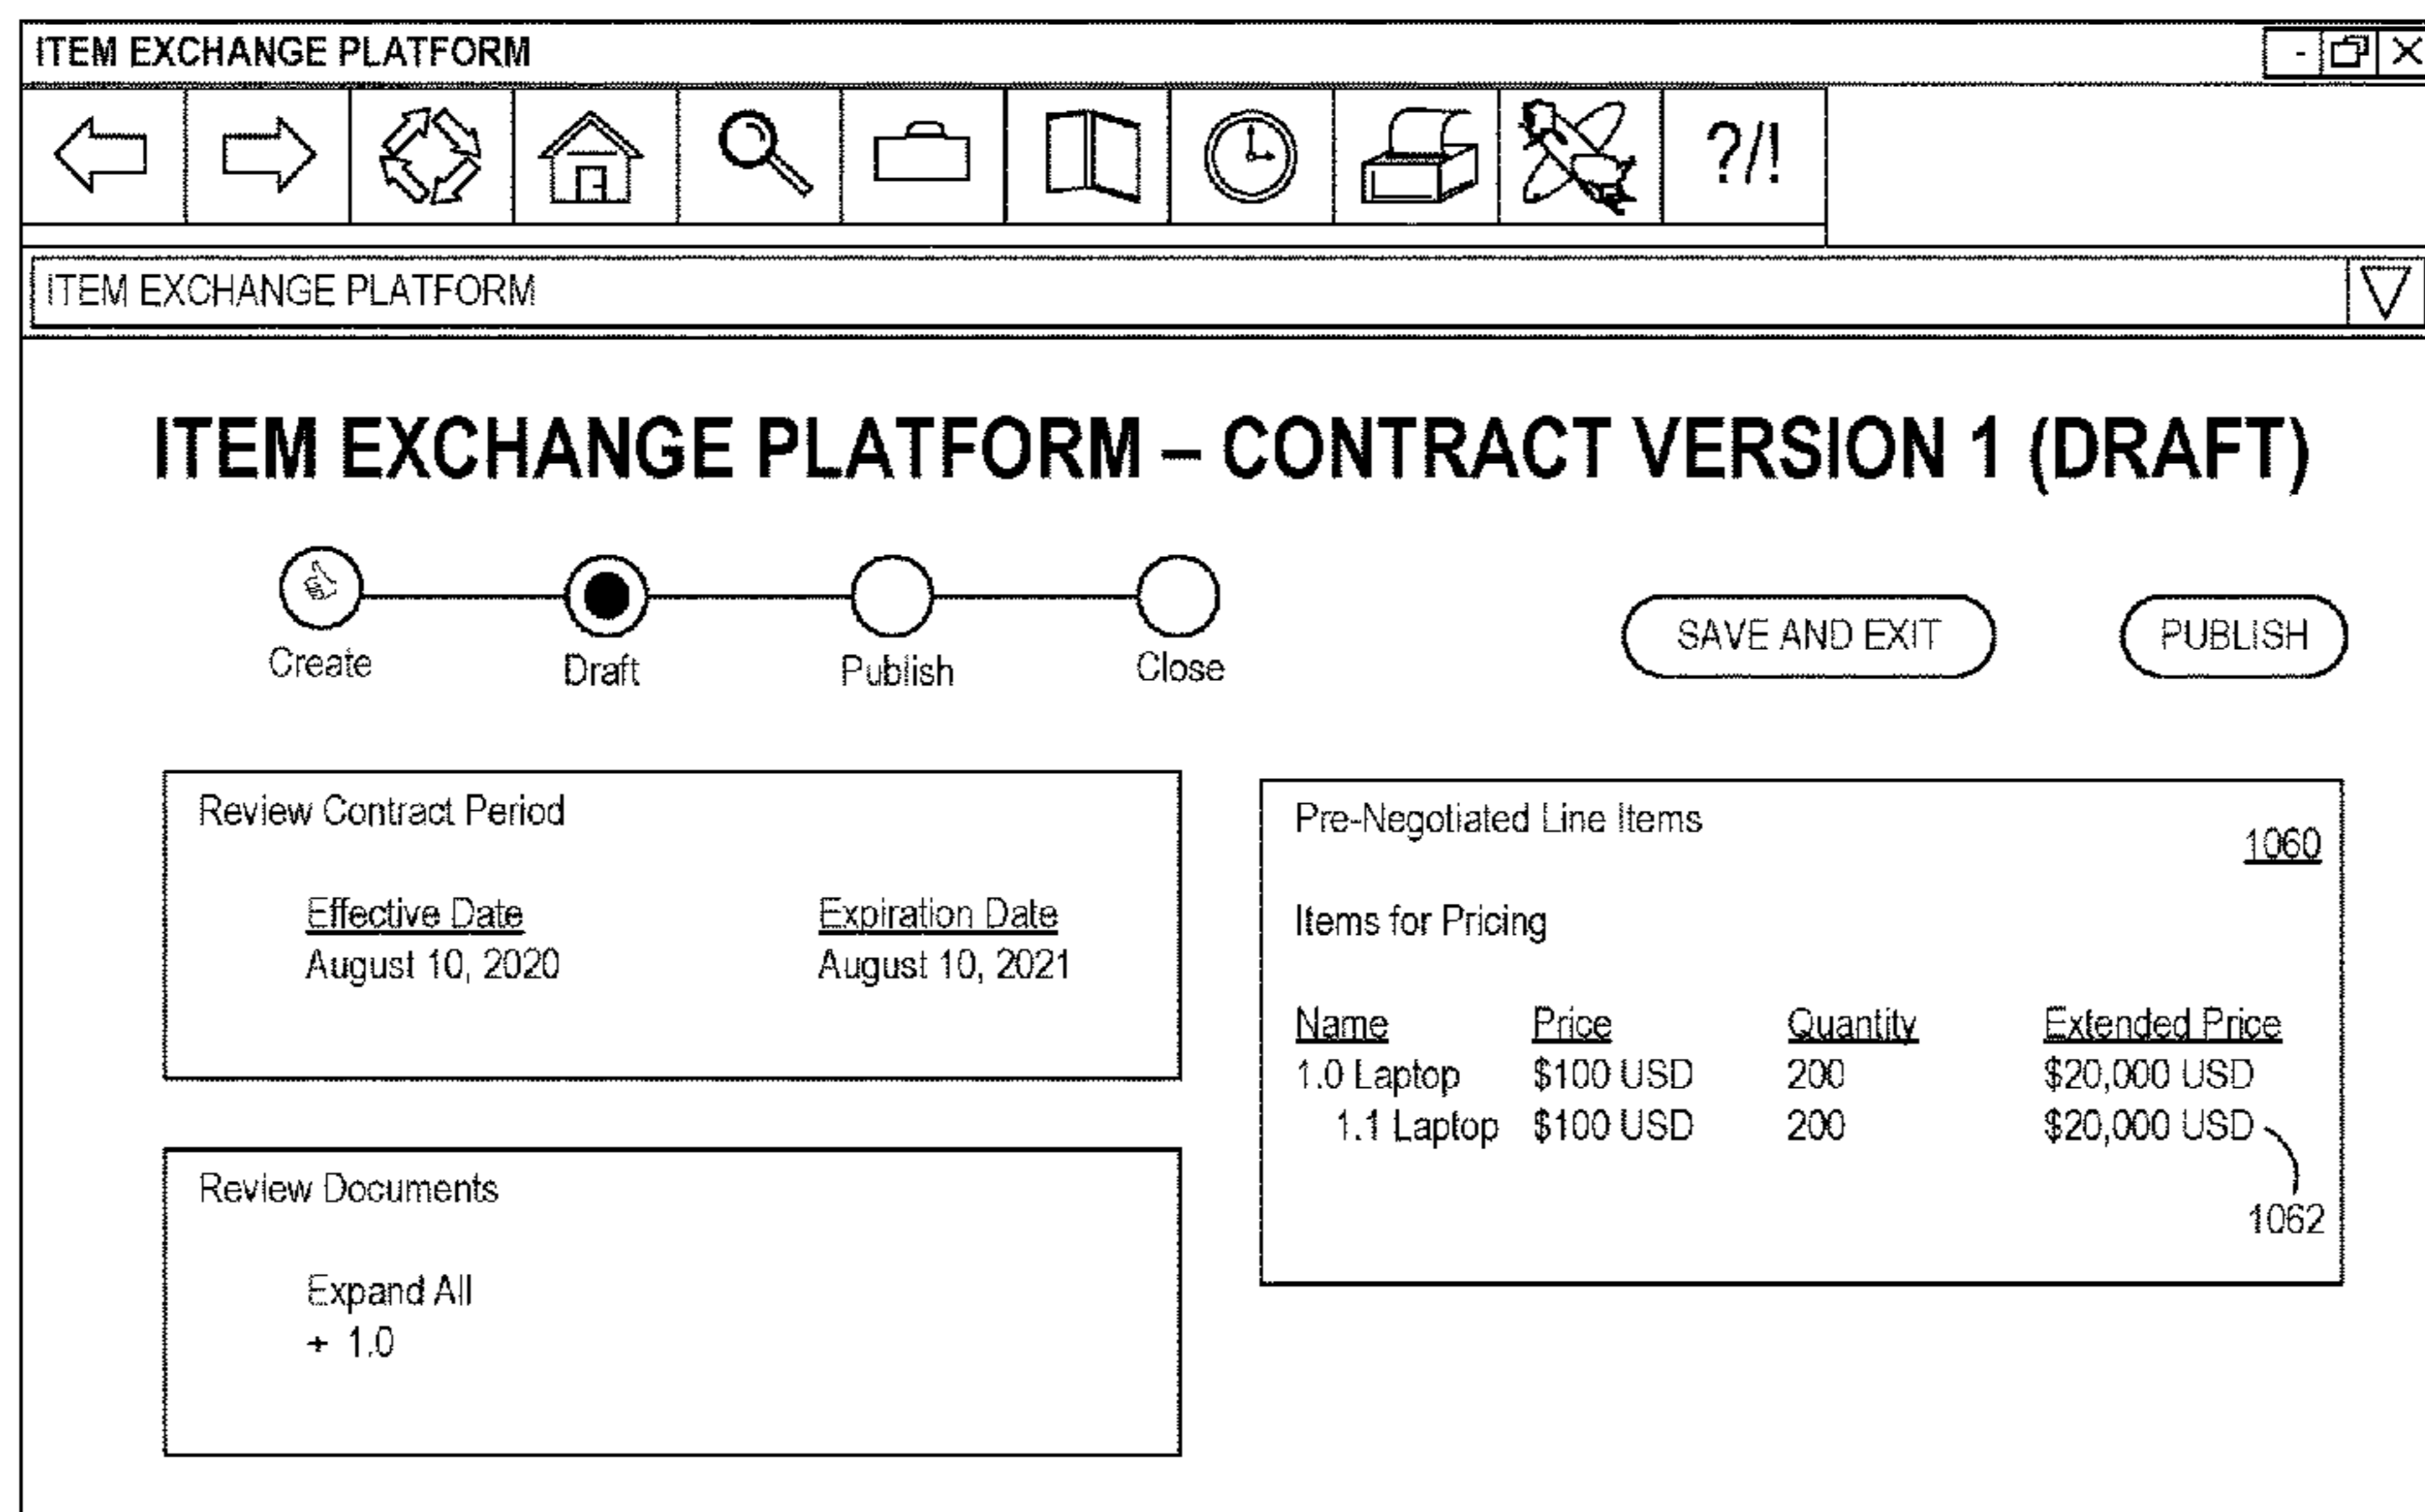 ITEM EXCHANGE PLATFORM
?/!
ITEM EXCHANGE PLATFORM
ITEM EXCHANGE PLATFORM – CONTRACT VERSION 1 (DRAFT)
Create Draft Publish Close
SAVE AND EXIT PUBLISH
Review Contract Period
Effective Date Expiration Date
August 10, 2020 August 10, 2021
Review Documents
Expand All
+ 1.0
Pre-Negotiated Line Items
1060
Items for Pricing
Name Price Quantity Extended Price
1.0 Laptop $100 USD 200 $20,000 USD
1.1 Laptop $100 USD 200 $20,000 USD
1062